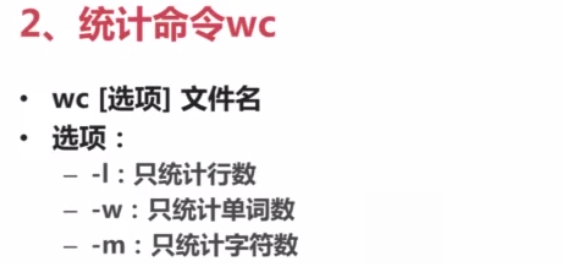 2、统计命令wc
• wc [选项] 文件名
• 选项：
– -l：只统计行数
– -w：只统计单词数
– -m：只统计字符数